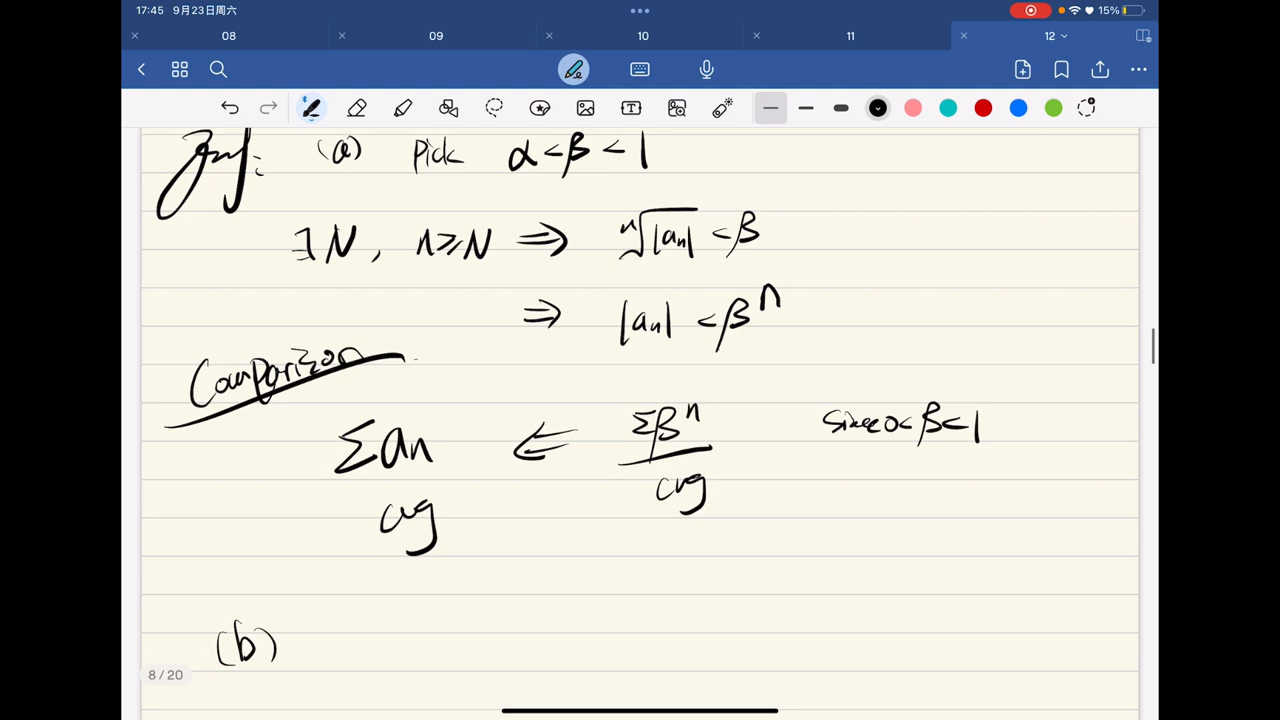 17:45 9月23日周六
15%
08 09 10 11 12
Proof: (a) Pick α<β<1
∃N, n≥N ⇒ ⁿ√|aₙ| <β
⇒ |aₙ| <βⁿ
Comparison
Σaₙ ⇐ Σβⁿ since 0<β<1
cvg cvg
(b)
8 / 20